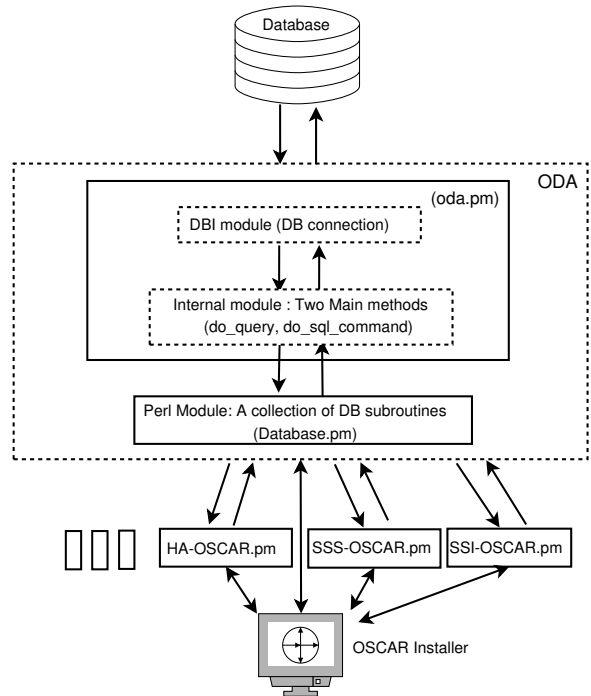 Database
ODA
(oda.pm)
DBI module (DB connection)
Internal module : Two Main methods
(do_query, do_sql_command)
Perl Module: A collection of DB subroutines
(Database.pm)
HA-OSCAR.pm
SSS-OSCAR.pm
SSI-OSCAR.pm
OSCAR Installer